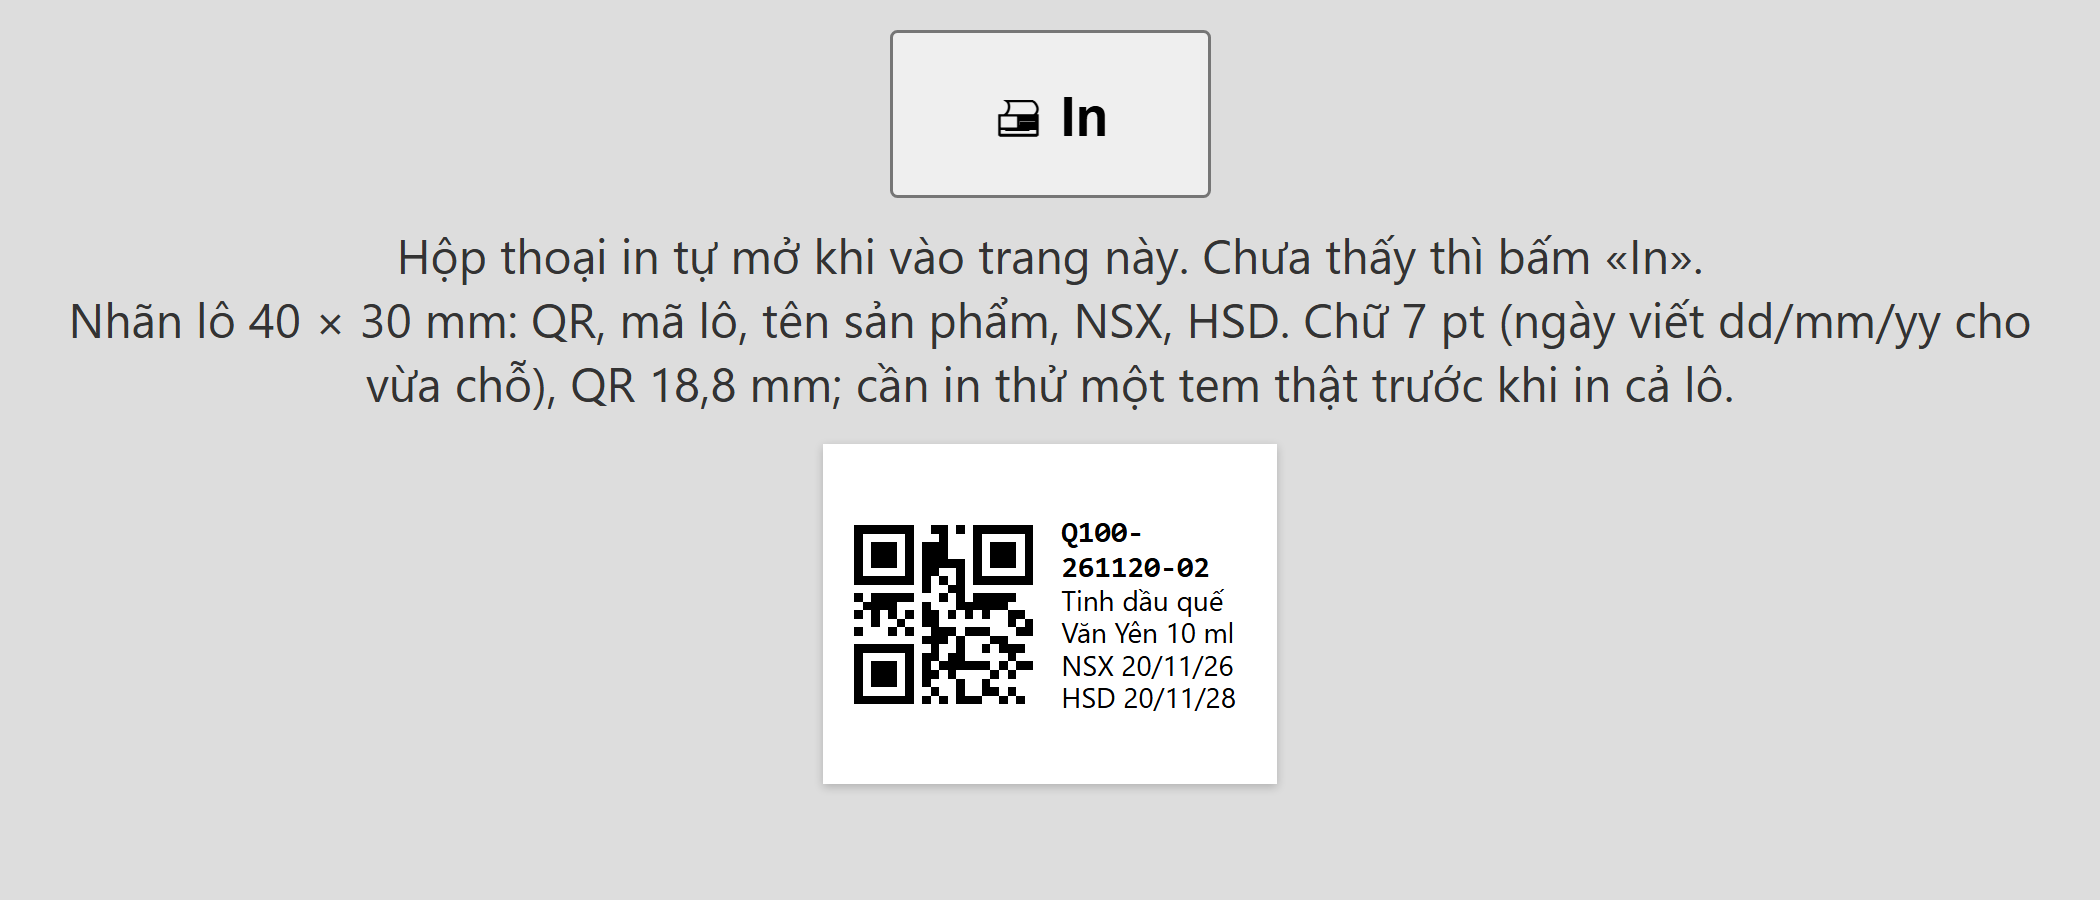 In
Hộp thoại in tự mở khi vào trang này. Chưa thấy thì bấm «In».
Nhãn lô 40 × 30 mm: QR, mã lô, tên sản phẩm, NSX, HSD. Chữ 7 pt (ngày viết dd/mm/yy cho
vừa chỗ), QR 18,8 mm; cần in thử một tem thật trước khi in cả lô.
Q100-
261120-02
Tinh dầu quế
Văn Yên 10 ml
NSX 20/11/26
HSD 20/11/28